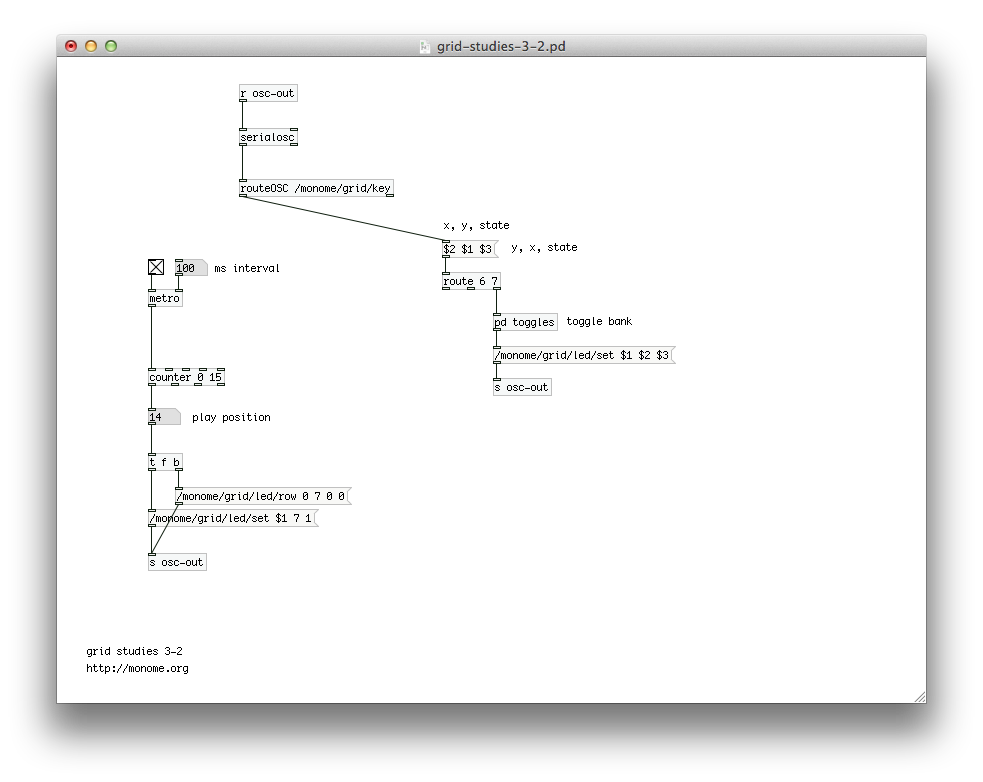 grid-studies-3-2.pd
r osc-out
serialosc
routeOSC /monome/grid/key
x, y, state
$2 $1 $3
y, x, state
100
ms interval
route 6 7
metro
pd toggles
toggle bank
/monome/grid/led/set $1 $2 $3
counter 0 15
s osc-out
14
play position
t f b
/monome/grid/led/row 0 7 0 0
/monome/grid/led/set $1 7 1
s osc-out
grid studies 3-2
http://monome.org